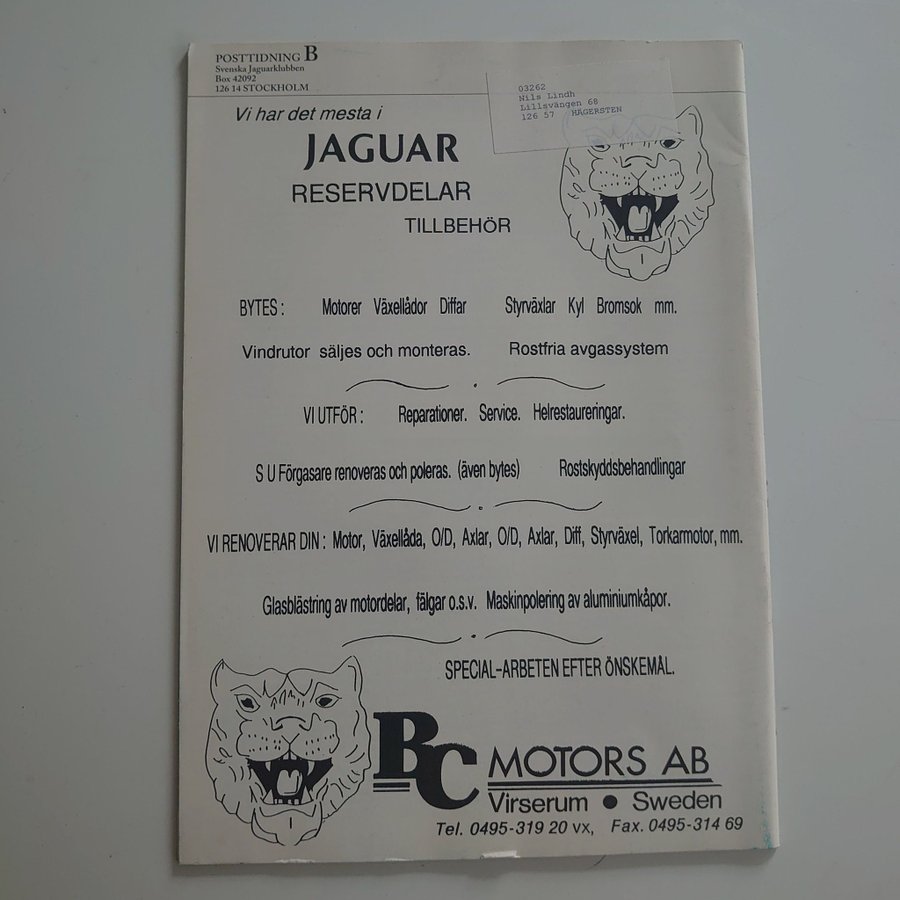 POSTTIDNING B
Svenska Jaguarklubben
Box 42092
126 14 STOCKHOLM
03262
Nils Lindh
Lillsvängen 68
126 57 HÄGERSTEN
Vi har det mesta i
JAGUAR
RESERVDELAR
TILLBEHÖR
BYTES : Motorer Växellådor Diffar Styrväxlar Kyl Bromsok mm.
Vindrutor säljes och monteras. Rostfria avgassystem
VI UTFÖR : Reparationer. Service. Helrestaureringar.
S U Förgasare renoveras och poleras. (även bytes) Rostskyddsbehandlingar
VI RENOVERAR DIN : Motor, Växellåda, O/D, Axlar, O/D, Axlar, Diff, Styrväxel, Torkarmotor, mm.
Glasblästring av motordelar, fälgar o.s.v. Maskinpolering av aluminiumkåpor.
SPECIAL-ARBETEN EFTER ÖNSKEMÅL.
BC MOTORS AB
Virserum ● Sweden
Tel. 0495-319 20 vx, Fax. 0495-314 69